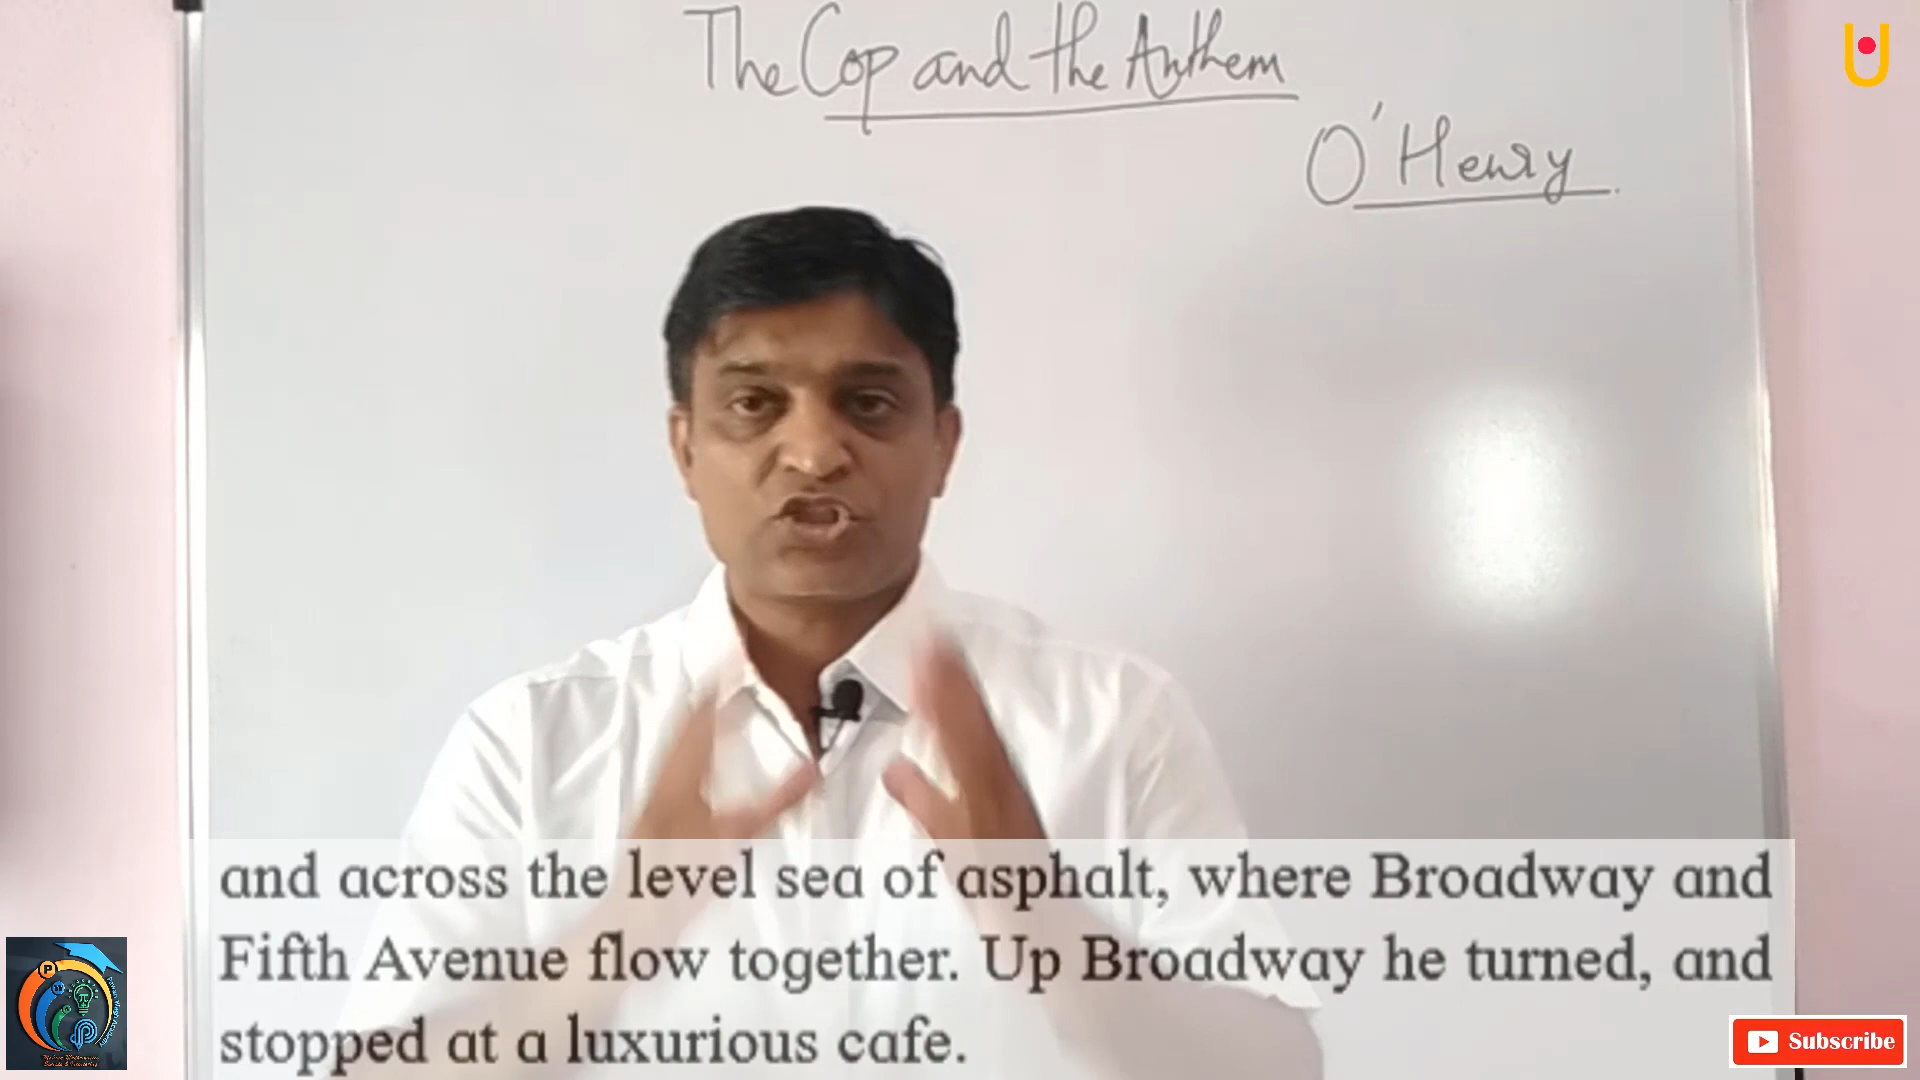 The Cop and the Anthem
O'Henry
and across the level sea of asphalt, where Broadway and
Fifth Avenue flow together. Up Broadway he turned, and
stopped at a luxurious cafe.
Subscribe